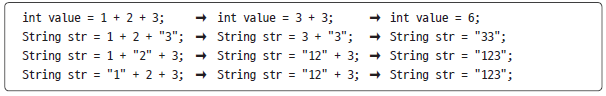 int value = 1 + 2 + 3; ➞ int value = 3 + 3; ➞ int value = 6;
String str = 1 + 2 + "3"; ➞ String str = 3 + "3"; ➞ String str = "33";
String str = 1 + "2" + 3; ➞ String str = "12" + 3; ➞ String str = "123";
String str = "1" + 2 + 3; ➞ String str = "12" + 3; ➞ String str = "123";